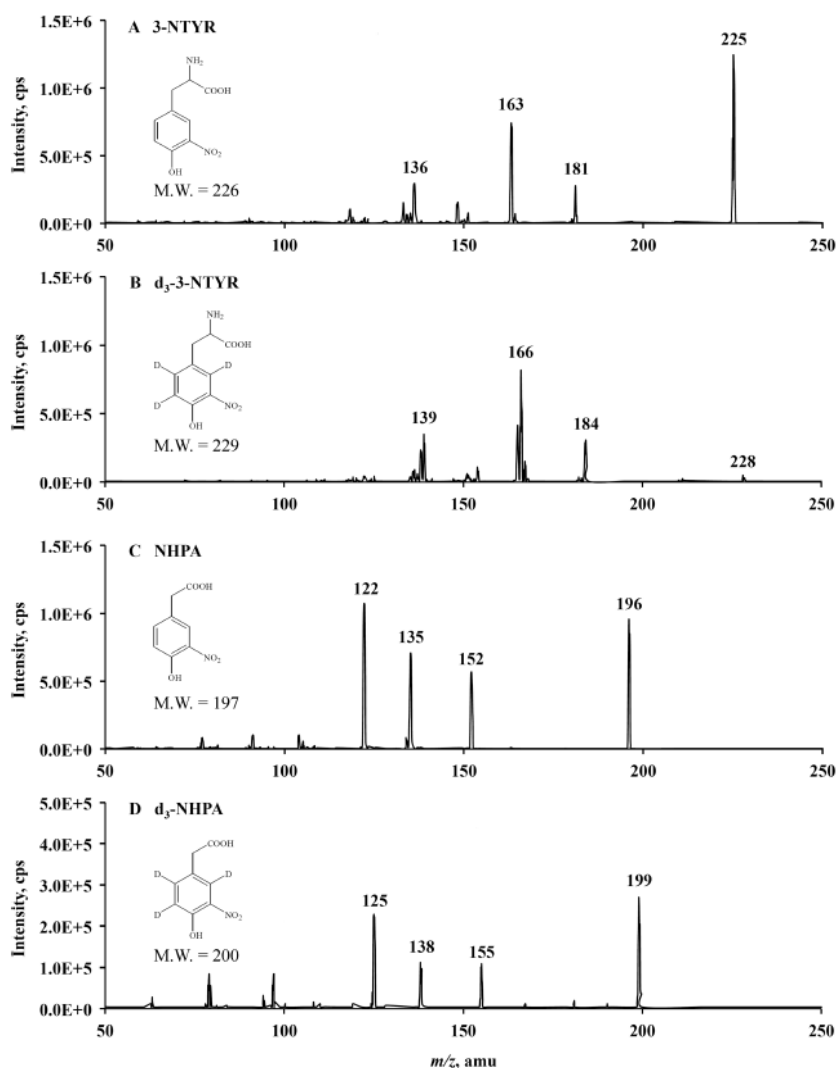 A 3-NTYR
1.5E+6
1.0E+6
5.0E+5
0.0E+0
Intensity, cps
NH₂
COOH
NO₂
OH
M.W. = 226
136
163
181
225
50 100 150 200 250
B d₃-3-NTYR
1.5E+6
1.0E+6
5.0E+5
0.0E+0
Intensity, cps
NH₂
COOH
D D
D
NO₂
OH
M.W. = 229
139
166
184
228
50 100 150 200 250
C NHPA
1.5E+6
1.0E+6
5.0E+5
0.0E+0
Intensity, cps
COOH
NO₂
OH
M.W. = 197
122
135
152
196
50 100 150 200 250
D d₃-NHPA
5.0E+5
4.0E+5
3.0E+5
2.0E+5
1.0E+5
0.0E+0
Intensity, cps
COOH
D D
D
NO₂
OH
M.W. = 200
125
138
155
199
50 100 150 200 250
m/z, amu